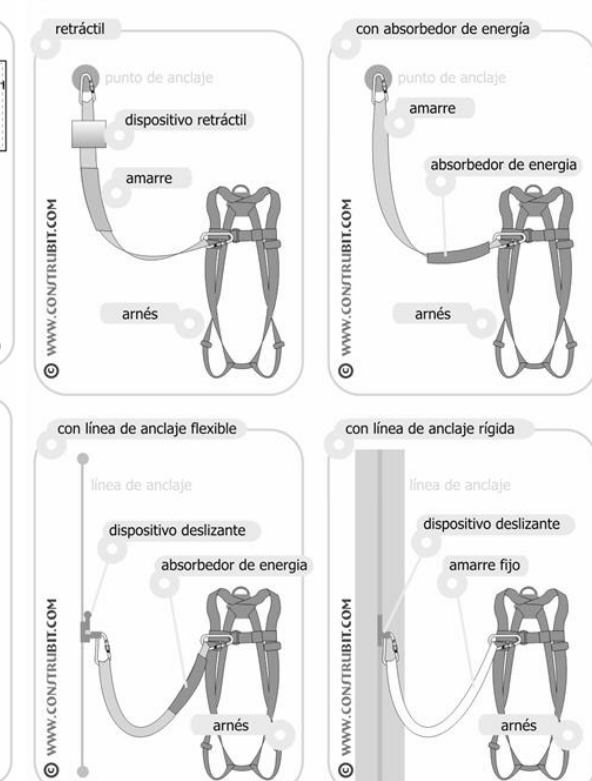 retráctil
punto de anclaje
dispositivo retráctil
amarre
arnés
© WWW.CONSTRUBIT.COM
con absorbedor de energía
punto de anclaje
amarre
absorbedor de energia
arnés
© WWW.CONSTRUBIT.COM
con línea de anclaje flexible
línea de anclaje
dispositivo deslizante
absorbedor de energia
arnés
© WWW.CONSTRUBIT.COM
con línea de anclaje rígida
línea de anclaje
dispositivo deslizante
amarre fijo
arnés
© WWW.CONSTRUBIT.COM